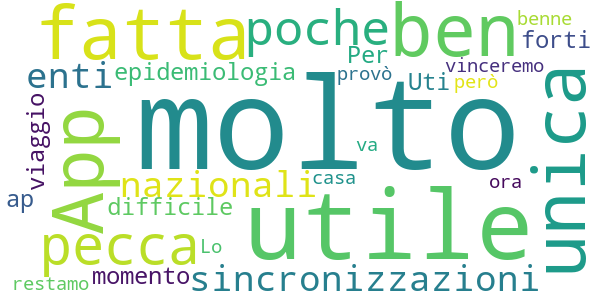 fatta
poche
ben
benne
forti
Per
vinceremo
enti
epidemiologia
provò
Uti
però
viaggio
App
molto
unica
va
nazionali
casa
ora
ap
difficile
utile
pecca
Lo
momento
sincronizzazioni
restamo